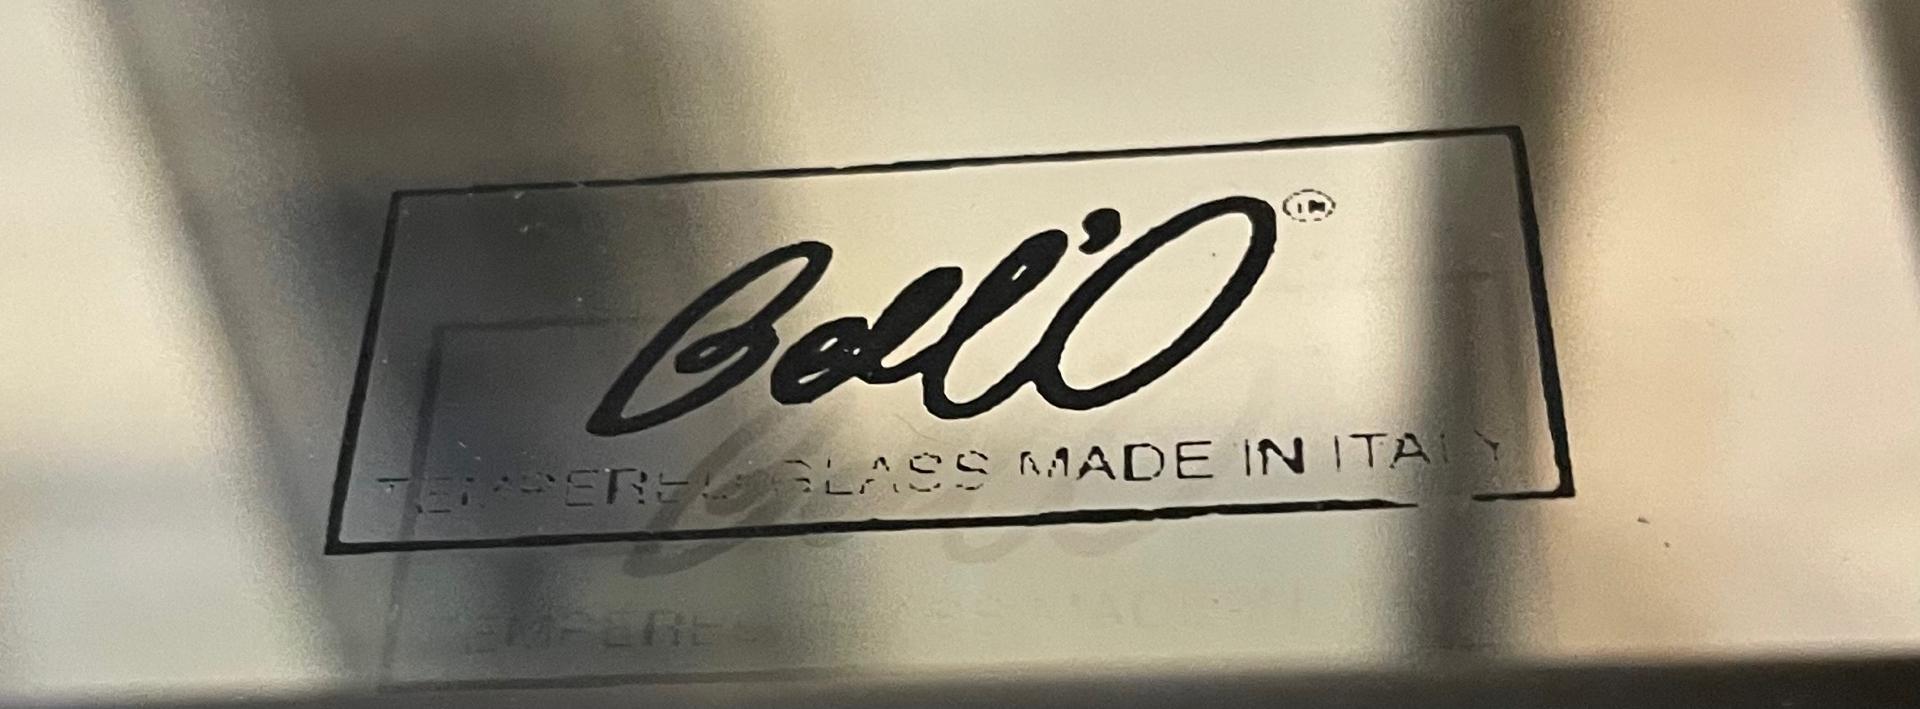 Bell'O
TEMPERED GLASS MADE IN ITALY